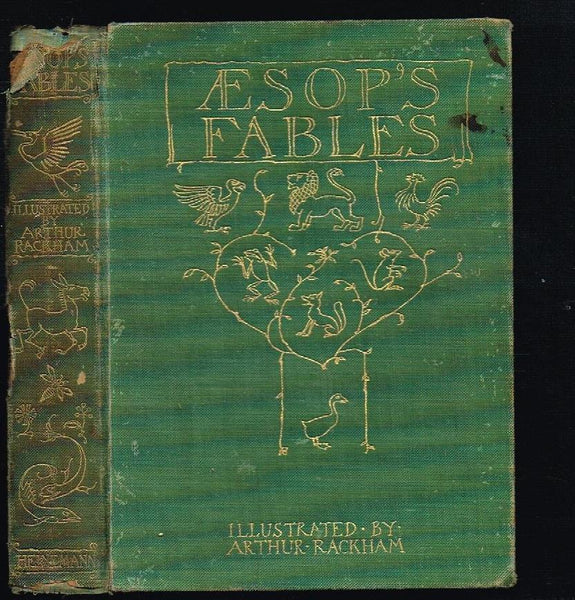 ÆSOP'S
FABLES
ILLUSTRATED
BY
ARTHUR
RACKHAM
HEINEMANN
ÆSOP'S
FABLES
ILLUSTRATED · BY ·
ARTHUR · RACKHAM